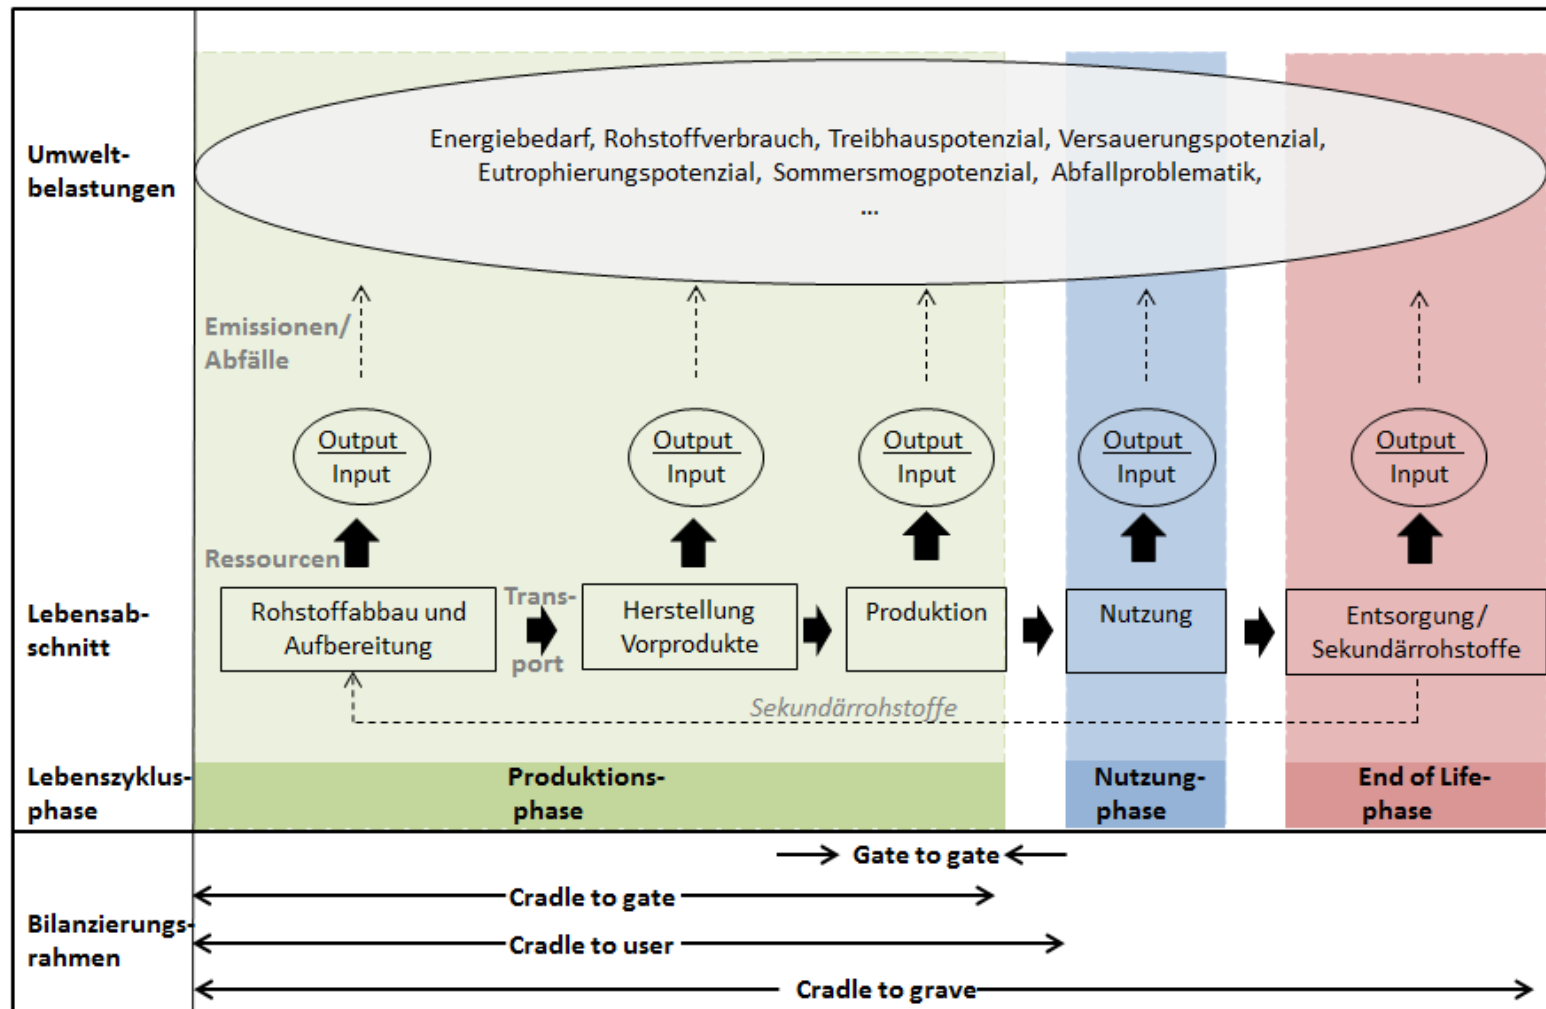 Umwelt-
belastungen
Energiebedarf, Rohstoffverbrauch, Treibhauspotenzial, Versauerungspotenzial,
Eutrophierungspotenzial, Sommersmogpotenzial, Abfallproblematik,
...
Emissionen/
Abfälle
Output
Input
Output
Input
Output
Input
Output
Input
Output
Input
Ressourcen
Lebensab-
schnitt
Rohstoffabbau und
Aufbereitung
Trans-
port
Herstellung
Vorprodukte
Produktion
Nutzung
Entsorgung/
Sekundärrohstoffe
Sekundärrohstoffe
Lebenszyklus-
phase
Produktions-
phase
Nutzung-
phase
End of Life-
phase
Bilanzierungs-
rahmen
Gate to gate
Cradle to gate
Cradle to user
Cradle to grave